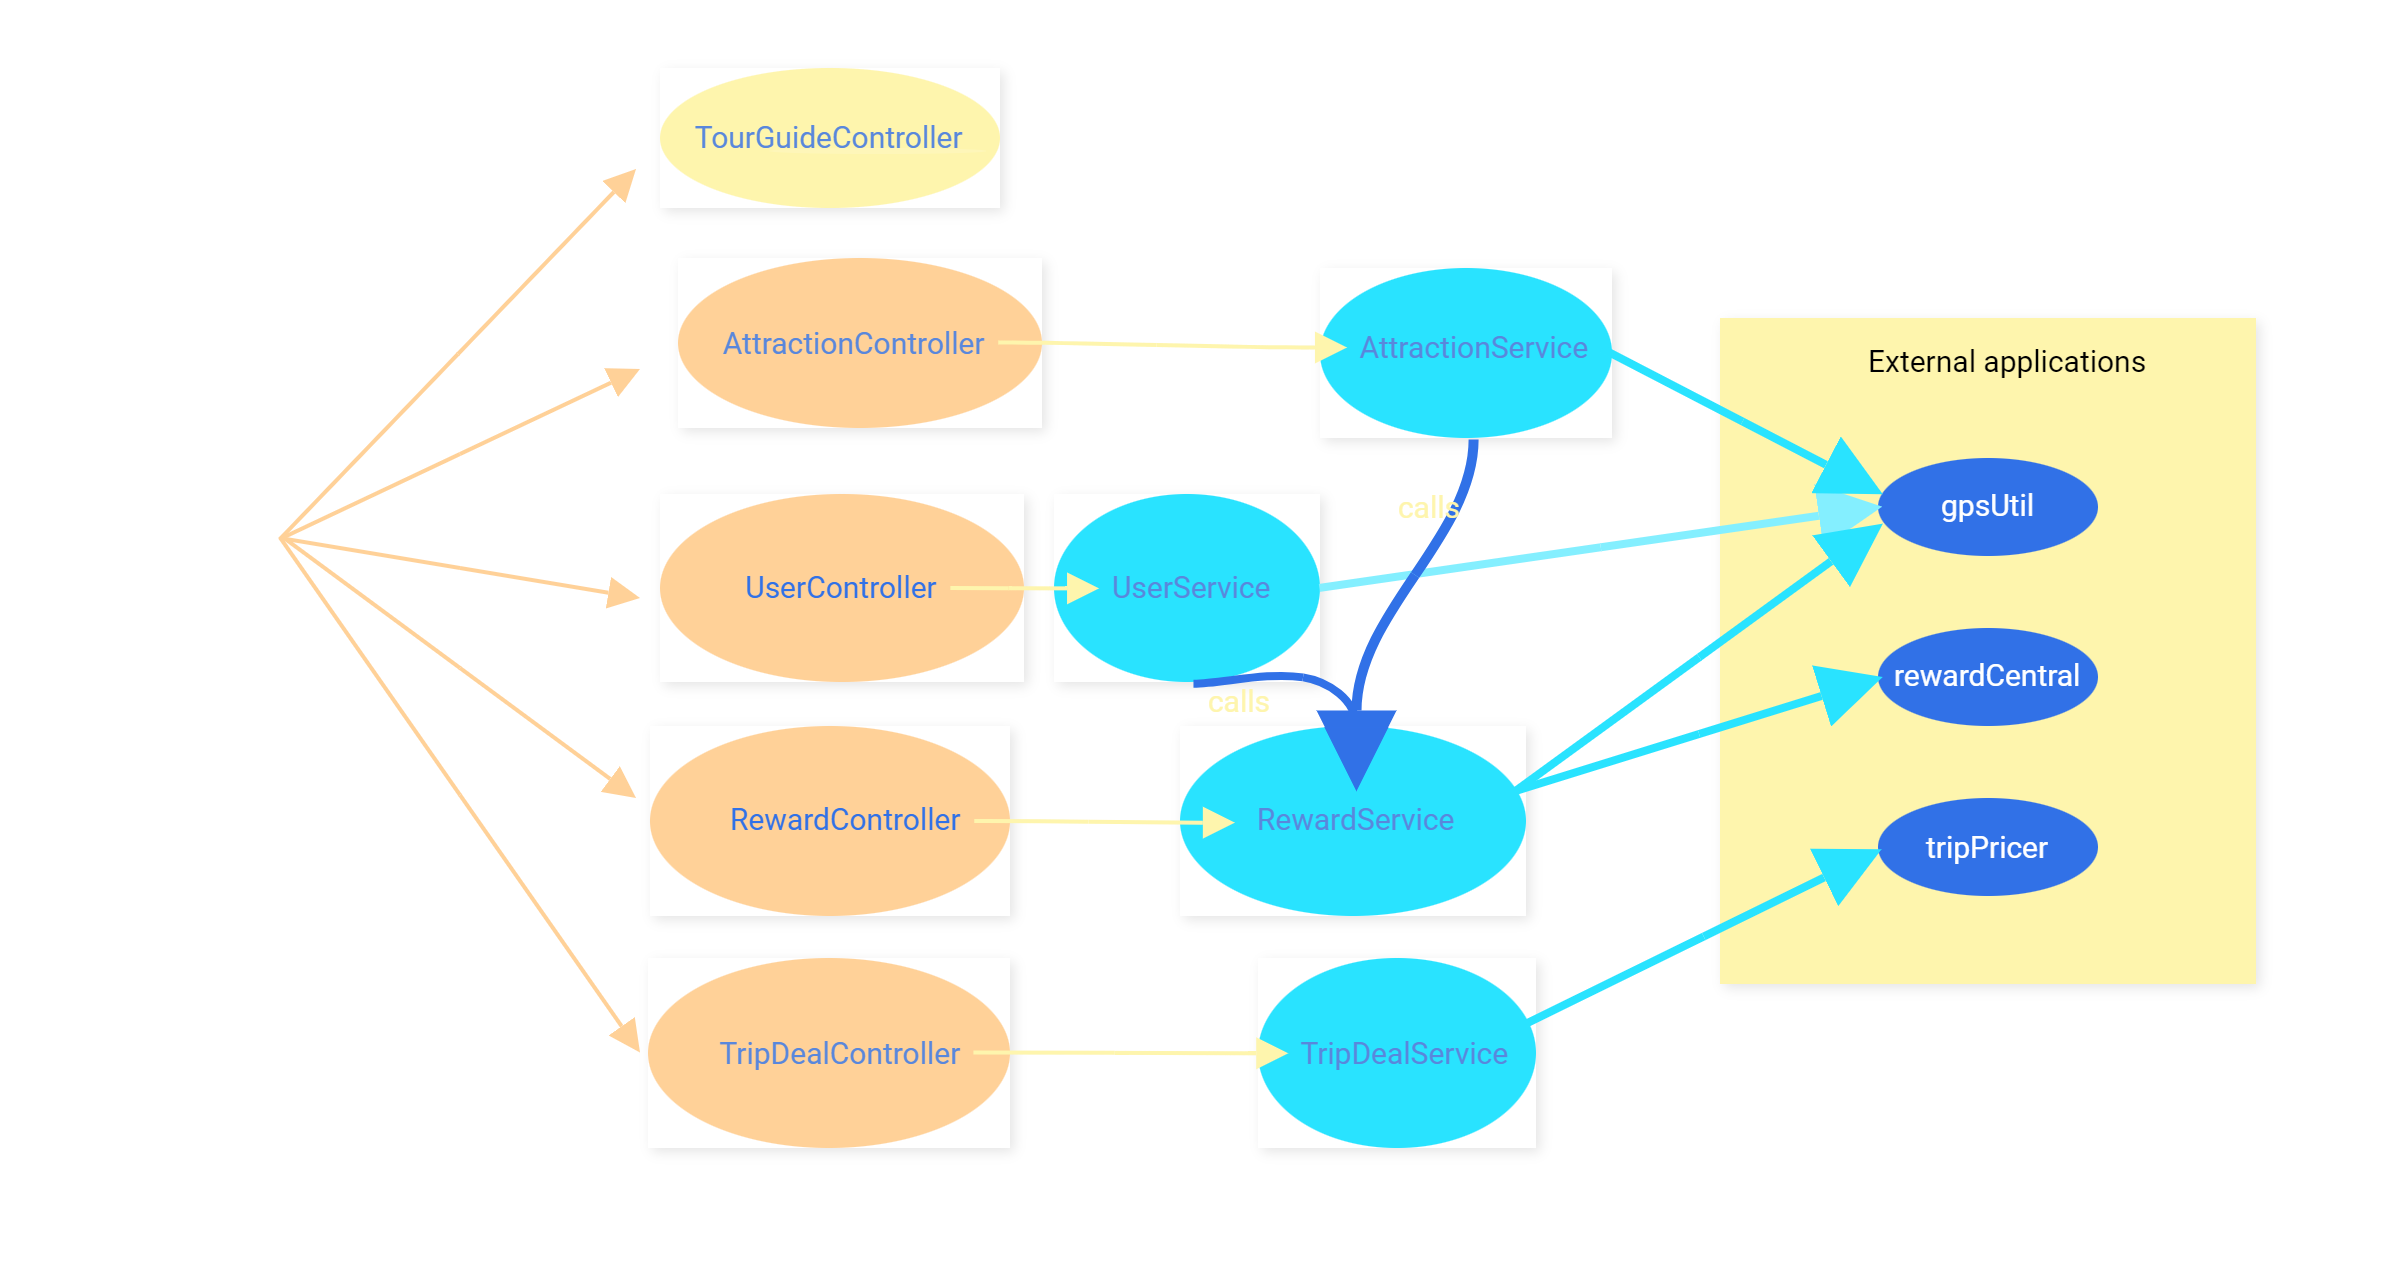 TourGuideController
AttractionController
AttractionService
External applications
calls
gpsUtil
UserController
UserService
rewardCentral
calls
RewardController
RewardService
tripPricer
TripDealController
TripDealService